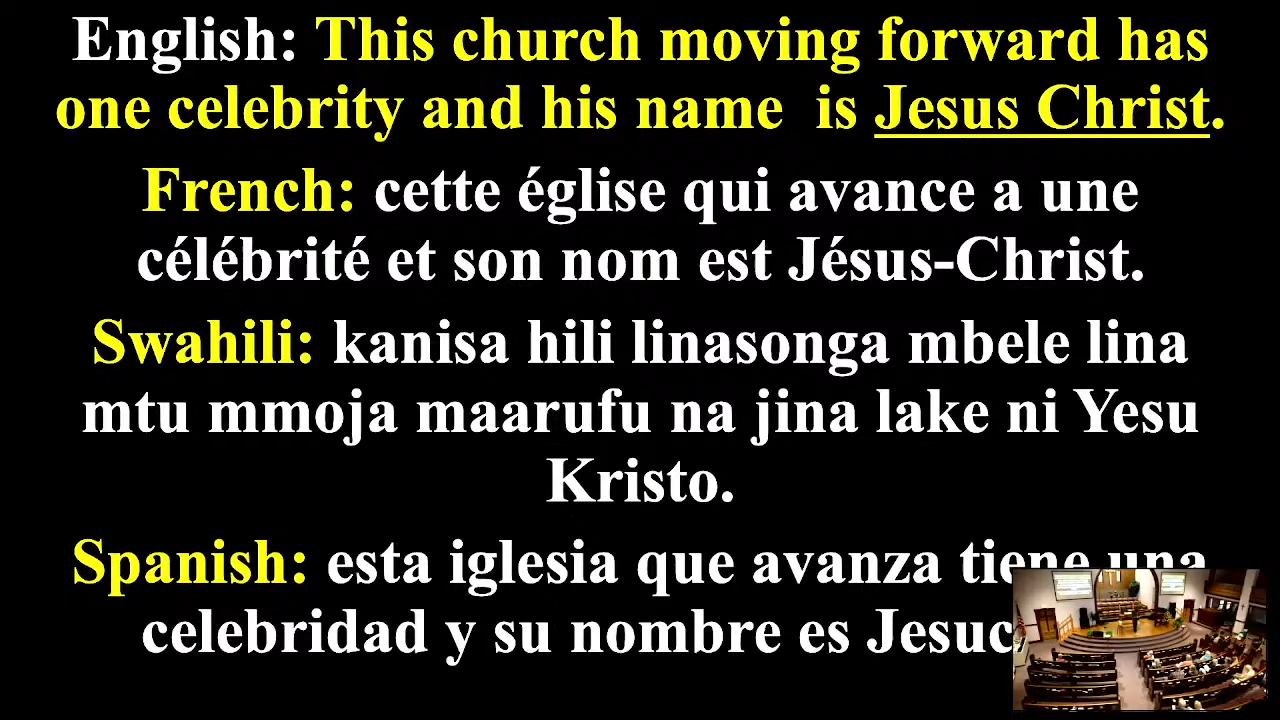 English: This church moving forward has
one celebrity and his name is Jesus Christ.
French: cette église qui avance a une
célébrité et son nom est Jésus-Christ.
Swahili: kanisa hili linasonga mbele lina
mtu mmoja maarufu na jina lake ni Yesu
Kristo.
Spanish: esta iglesia que avanza tiene una
celebridad y su nombre es